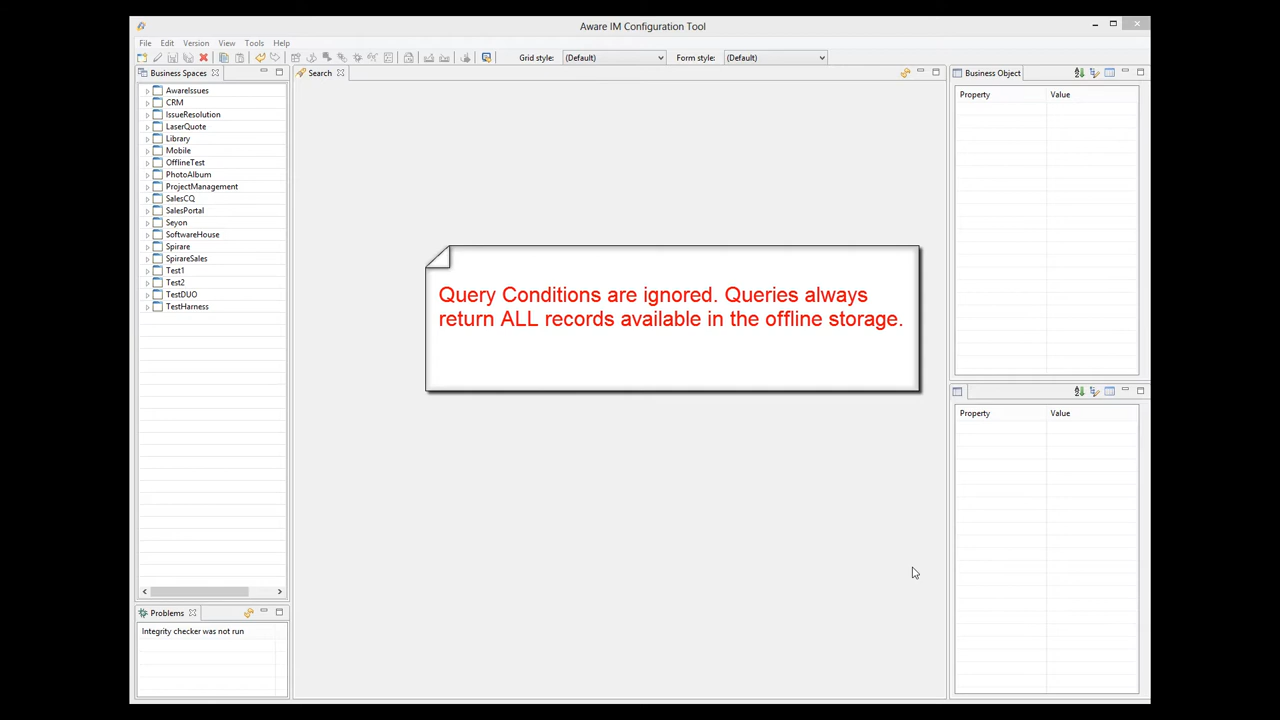 Aware IM Configuration Tool
File Edit Version View Tools Help
Grid style: (Default) Form style: (Default)
Business Spaces
AwareIssues
CRM
IssueResolution
LaserQuote
Library
Mobile
OfflineTest
PhotoAlbum
ProjectManagement
SalesCQ
SalesPortal
Seyon
SoftwareHouse
Spirare
SpirareSales
Test1
Test2
TestDUO
TestHarness
Problems
Integrity checker was not run
Search
Query Conditions are ignored. Queries always
return ALL records available in the offline storage.
Business Object
Property Value
Property Value